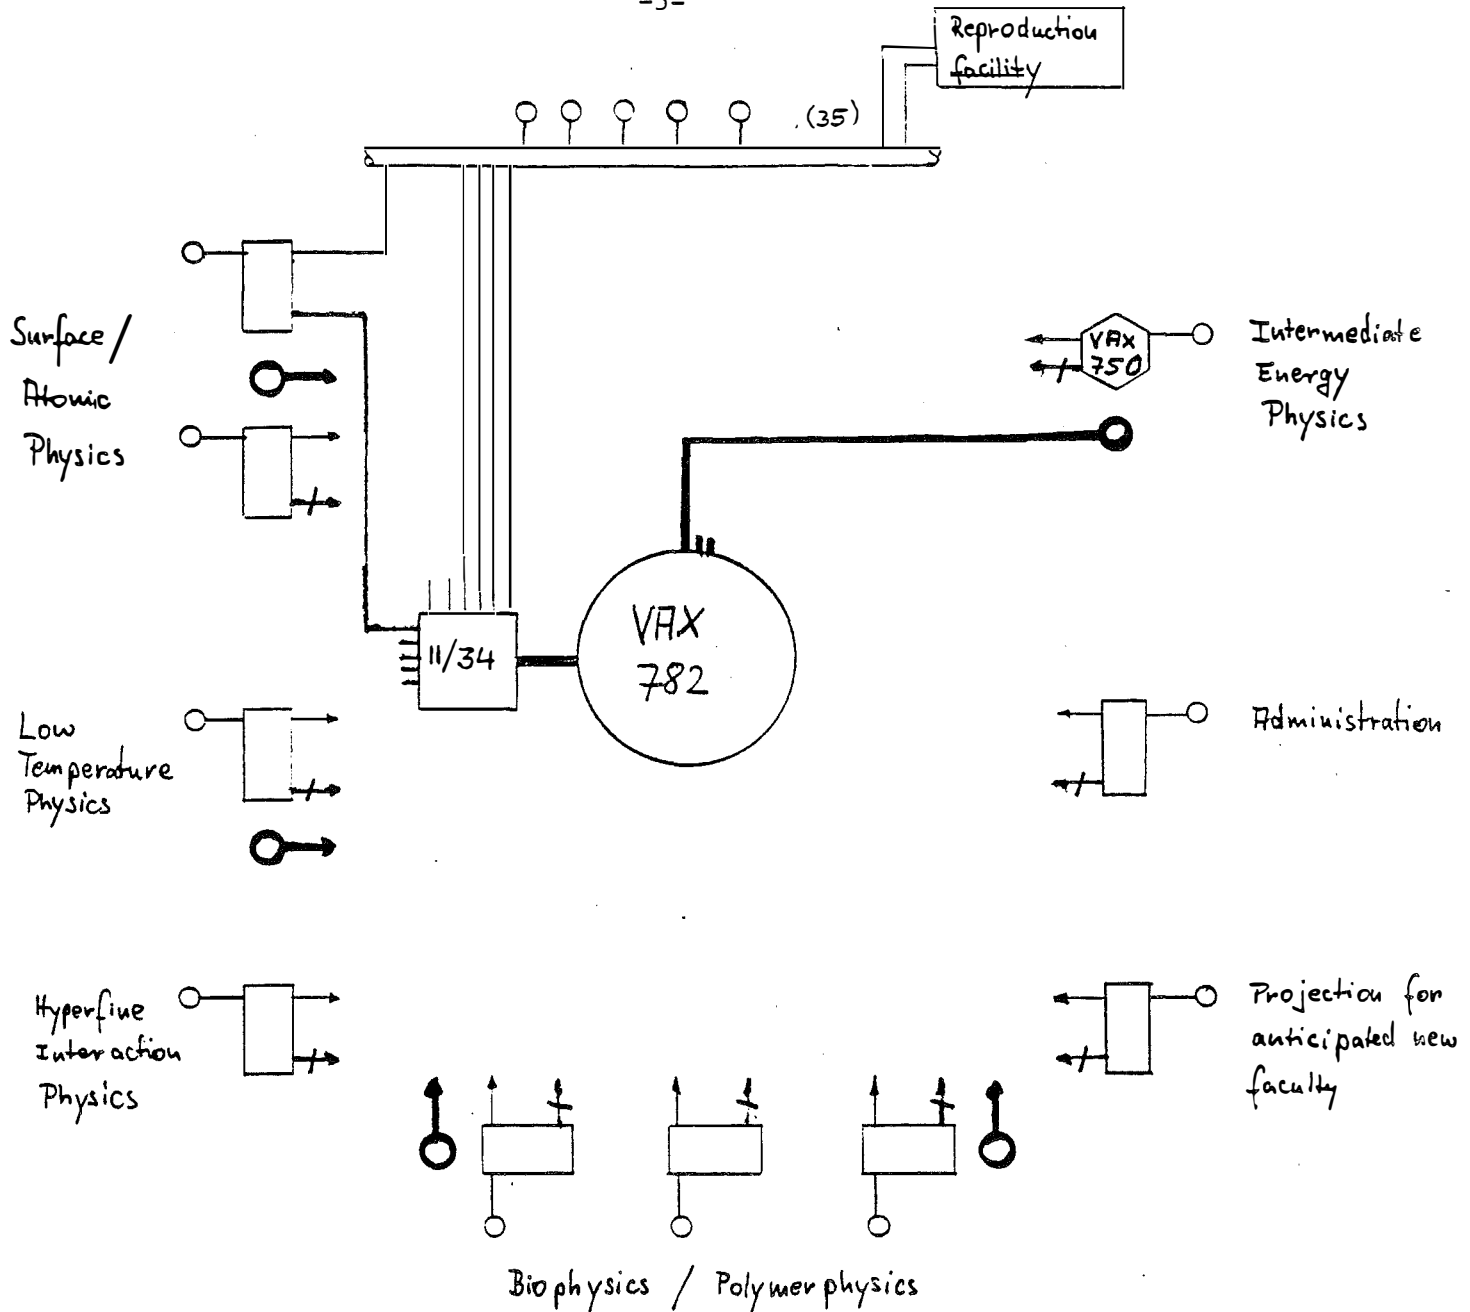 -5-
Reproduction
facility
(35)
Surface/
Atomic
Physics
VAX
750
Intermediate
Energy
Physics
11/34
VAX
782
Low
Temperature
Physics
Administration
Hyperfine
Interaction
Physics
Projection for
anticipated new
faculty
Biophysics / Polymerphysics